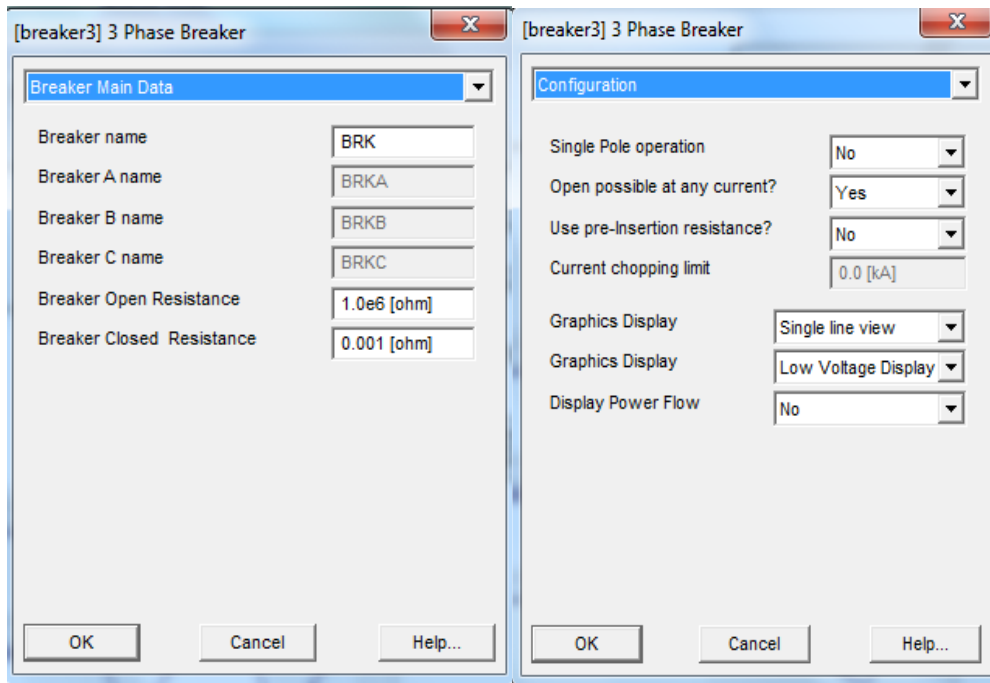 [breaker3] 3 Phase Breaker
X
Breaker Main Data
Breaker name BRK
Breaker A name BRKA
Breaker B name BRKB
Breaker C name BRKC
Breaker Open Resistance 1.0e6 [ohm]
Breaker Closed Resistance 0.001 [ohm]
OK Cancel Help...
[breaker3] 3 Phase Breaker
X
Configuration
Single Pole operation No
Open possible at any current? Yes
Use pre-Insertion resistance? No
Current chopping limit 0.0 [kA]
Graphics Display Single line view
Graphics Display Low Voltage Display
Display Power Flow No
OK Cancel Help...